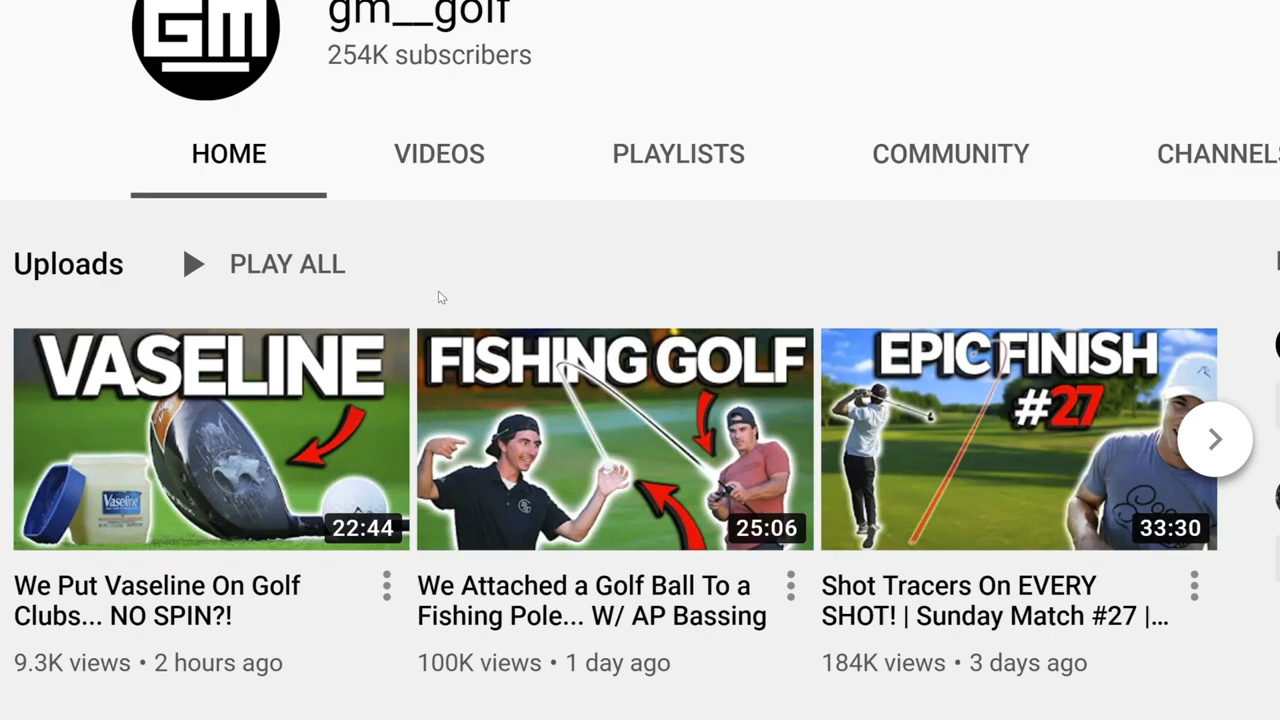 GM
gm__golf
254K subscribers
HOME
VIDEOS
PLAYLISTS
COMMUNITY
CHANNELS
Uploads
PLAY ALL
VASELINE
Vaseline
22:44
FISHING GOLF
25:06
EPIC FINISH
#27
33:30
We Put Vaseline On Golf
Clubs... NO SPIN?!
9.3K views • 2 hours ago
We Attached a Golf Ball To a
Fishing Pole... W/ AP Bassing
100K views • 1 day ago
Shot Tracers On EVERY
SHOT! | Sunday Match #27 |...
184K views • 3 days ago